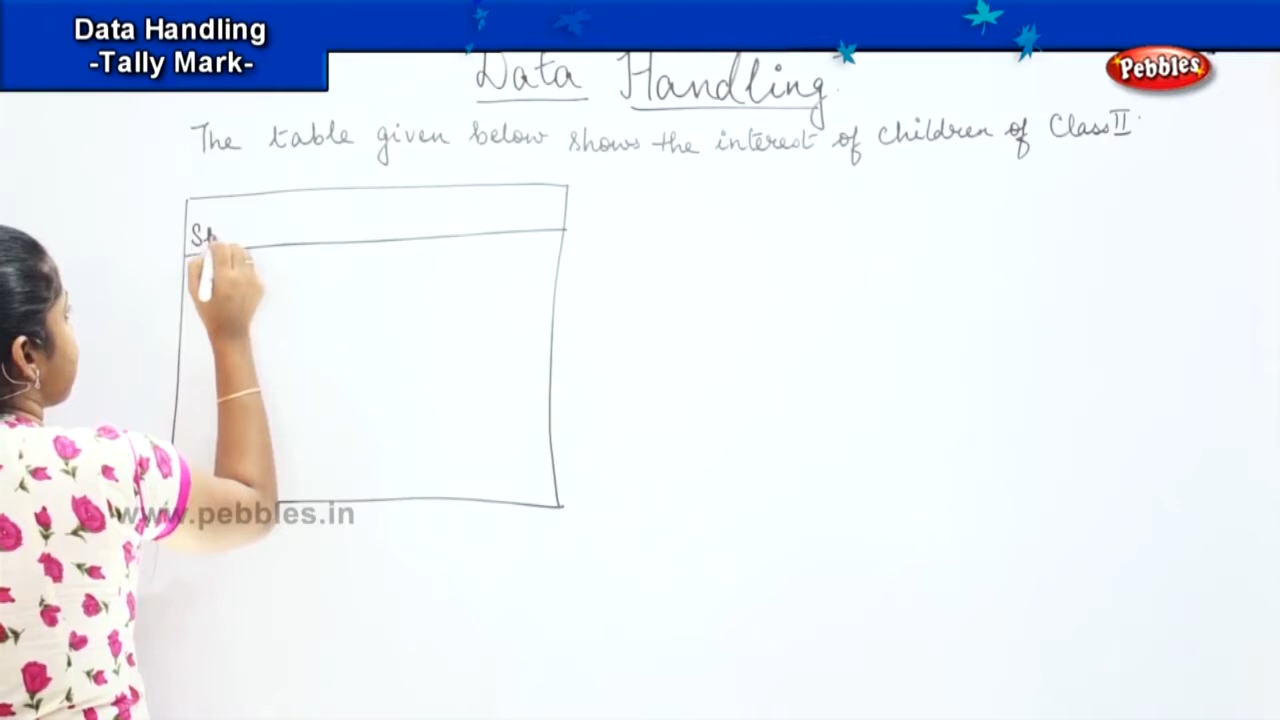 Data Handling
-Tally Mark-
Pebbles
Data Handling
The table given below shows the interest of children of Class II.
www.pebbles.in